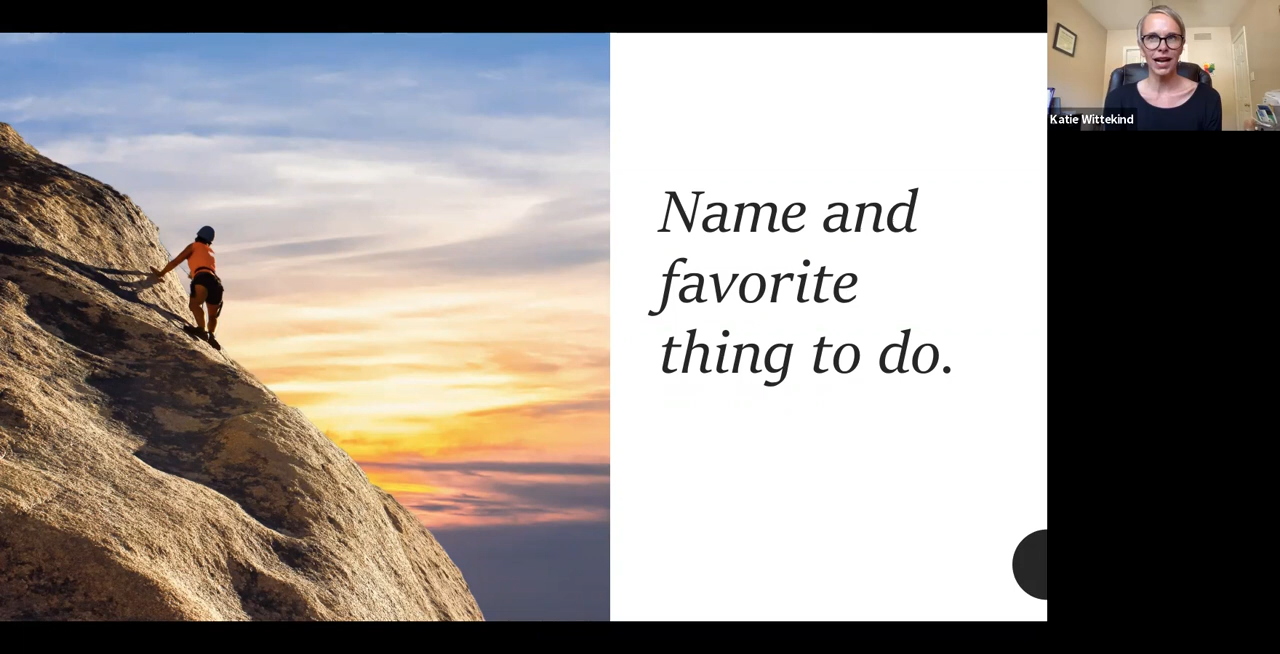 Katie Wittekind
Name and
favorite
thing to do.